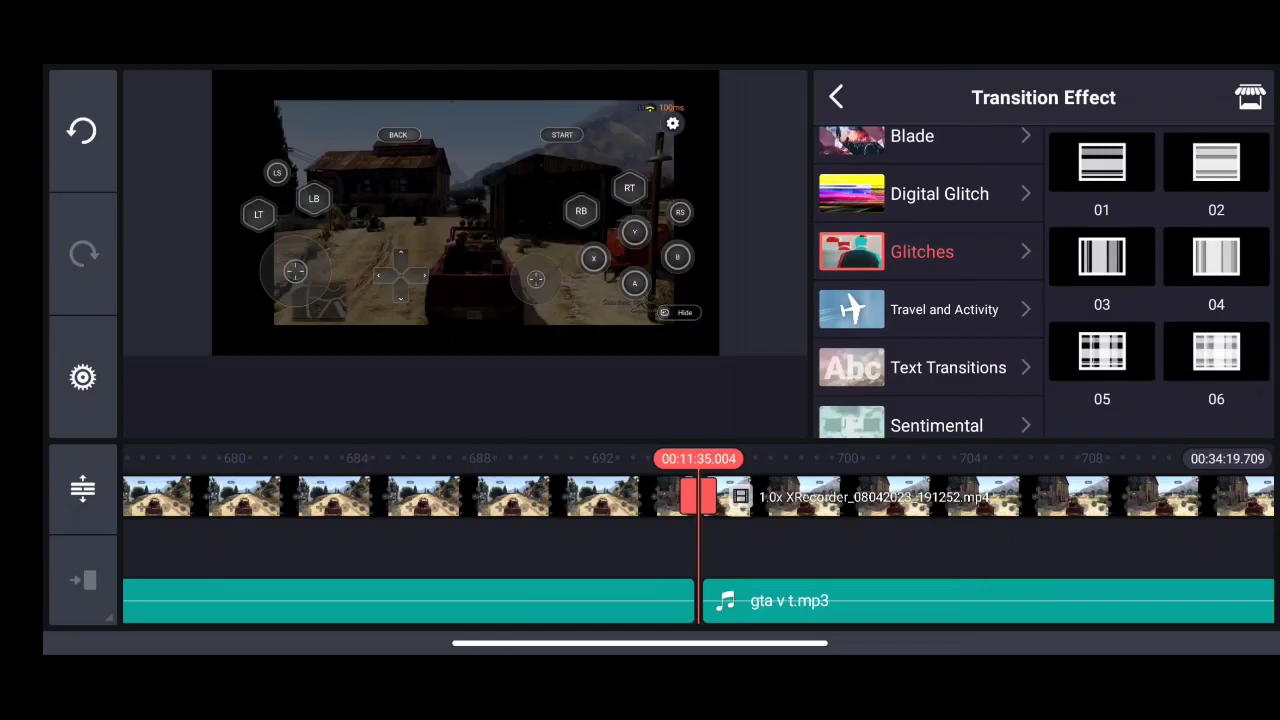 100ms
BACK
START
LS
LB
LT
RT
RB
RS
Y
X
B
A
Hide
Transition Effect
Blade
Digital Glitch
Glitches
Travel and Activity
Abc
Text Transitions
Sentimental
01
02
03
04
05
06
680
684
688
692
00:11:35.004
700
704
708
00:34:19.709
1.0x XRecorder_08042023_191252.mp4
gta v t.mp3